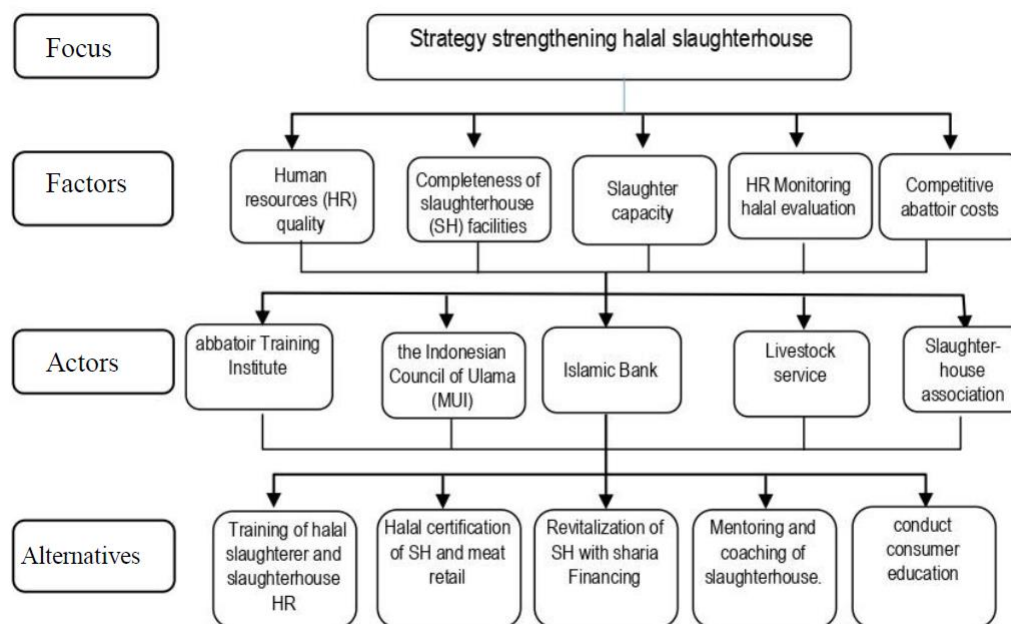 Focus
Strategy strengthening halal slaughterhouse
Factors
Human
resources (HR)
quality
Completeness of
slaughterhouse
(SH) facilities
Slaughter
capacity
HR Monitoring
halal evaluation
Competitive
abattoir costs
Actors
abbatoir Training
Institute
the Indonesian
Council of Ulama
(MUI)
Islamic Bank
Livestock
service
Slaughter-
house
association
Alternatives
Training of halal
slaughterer and
slaughterhouse
HR
Halal certification
of SH and meat
retail
Revitalization of
SH with sharia
Financing
Mentoring and
coaching of
slaughterhouse.
conduct
consumer
education